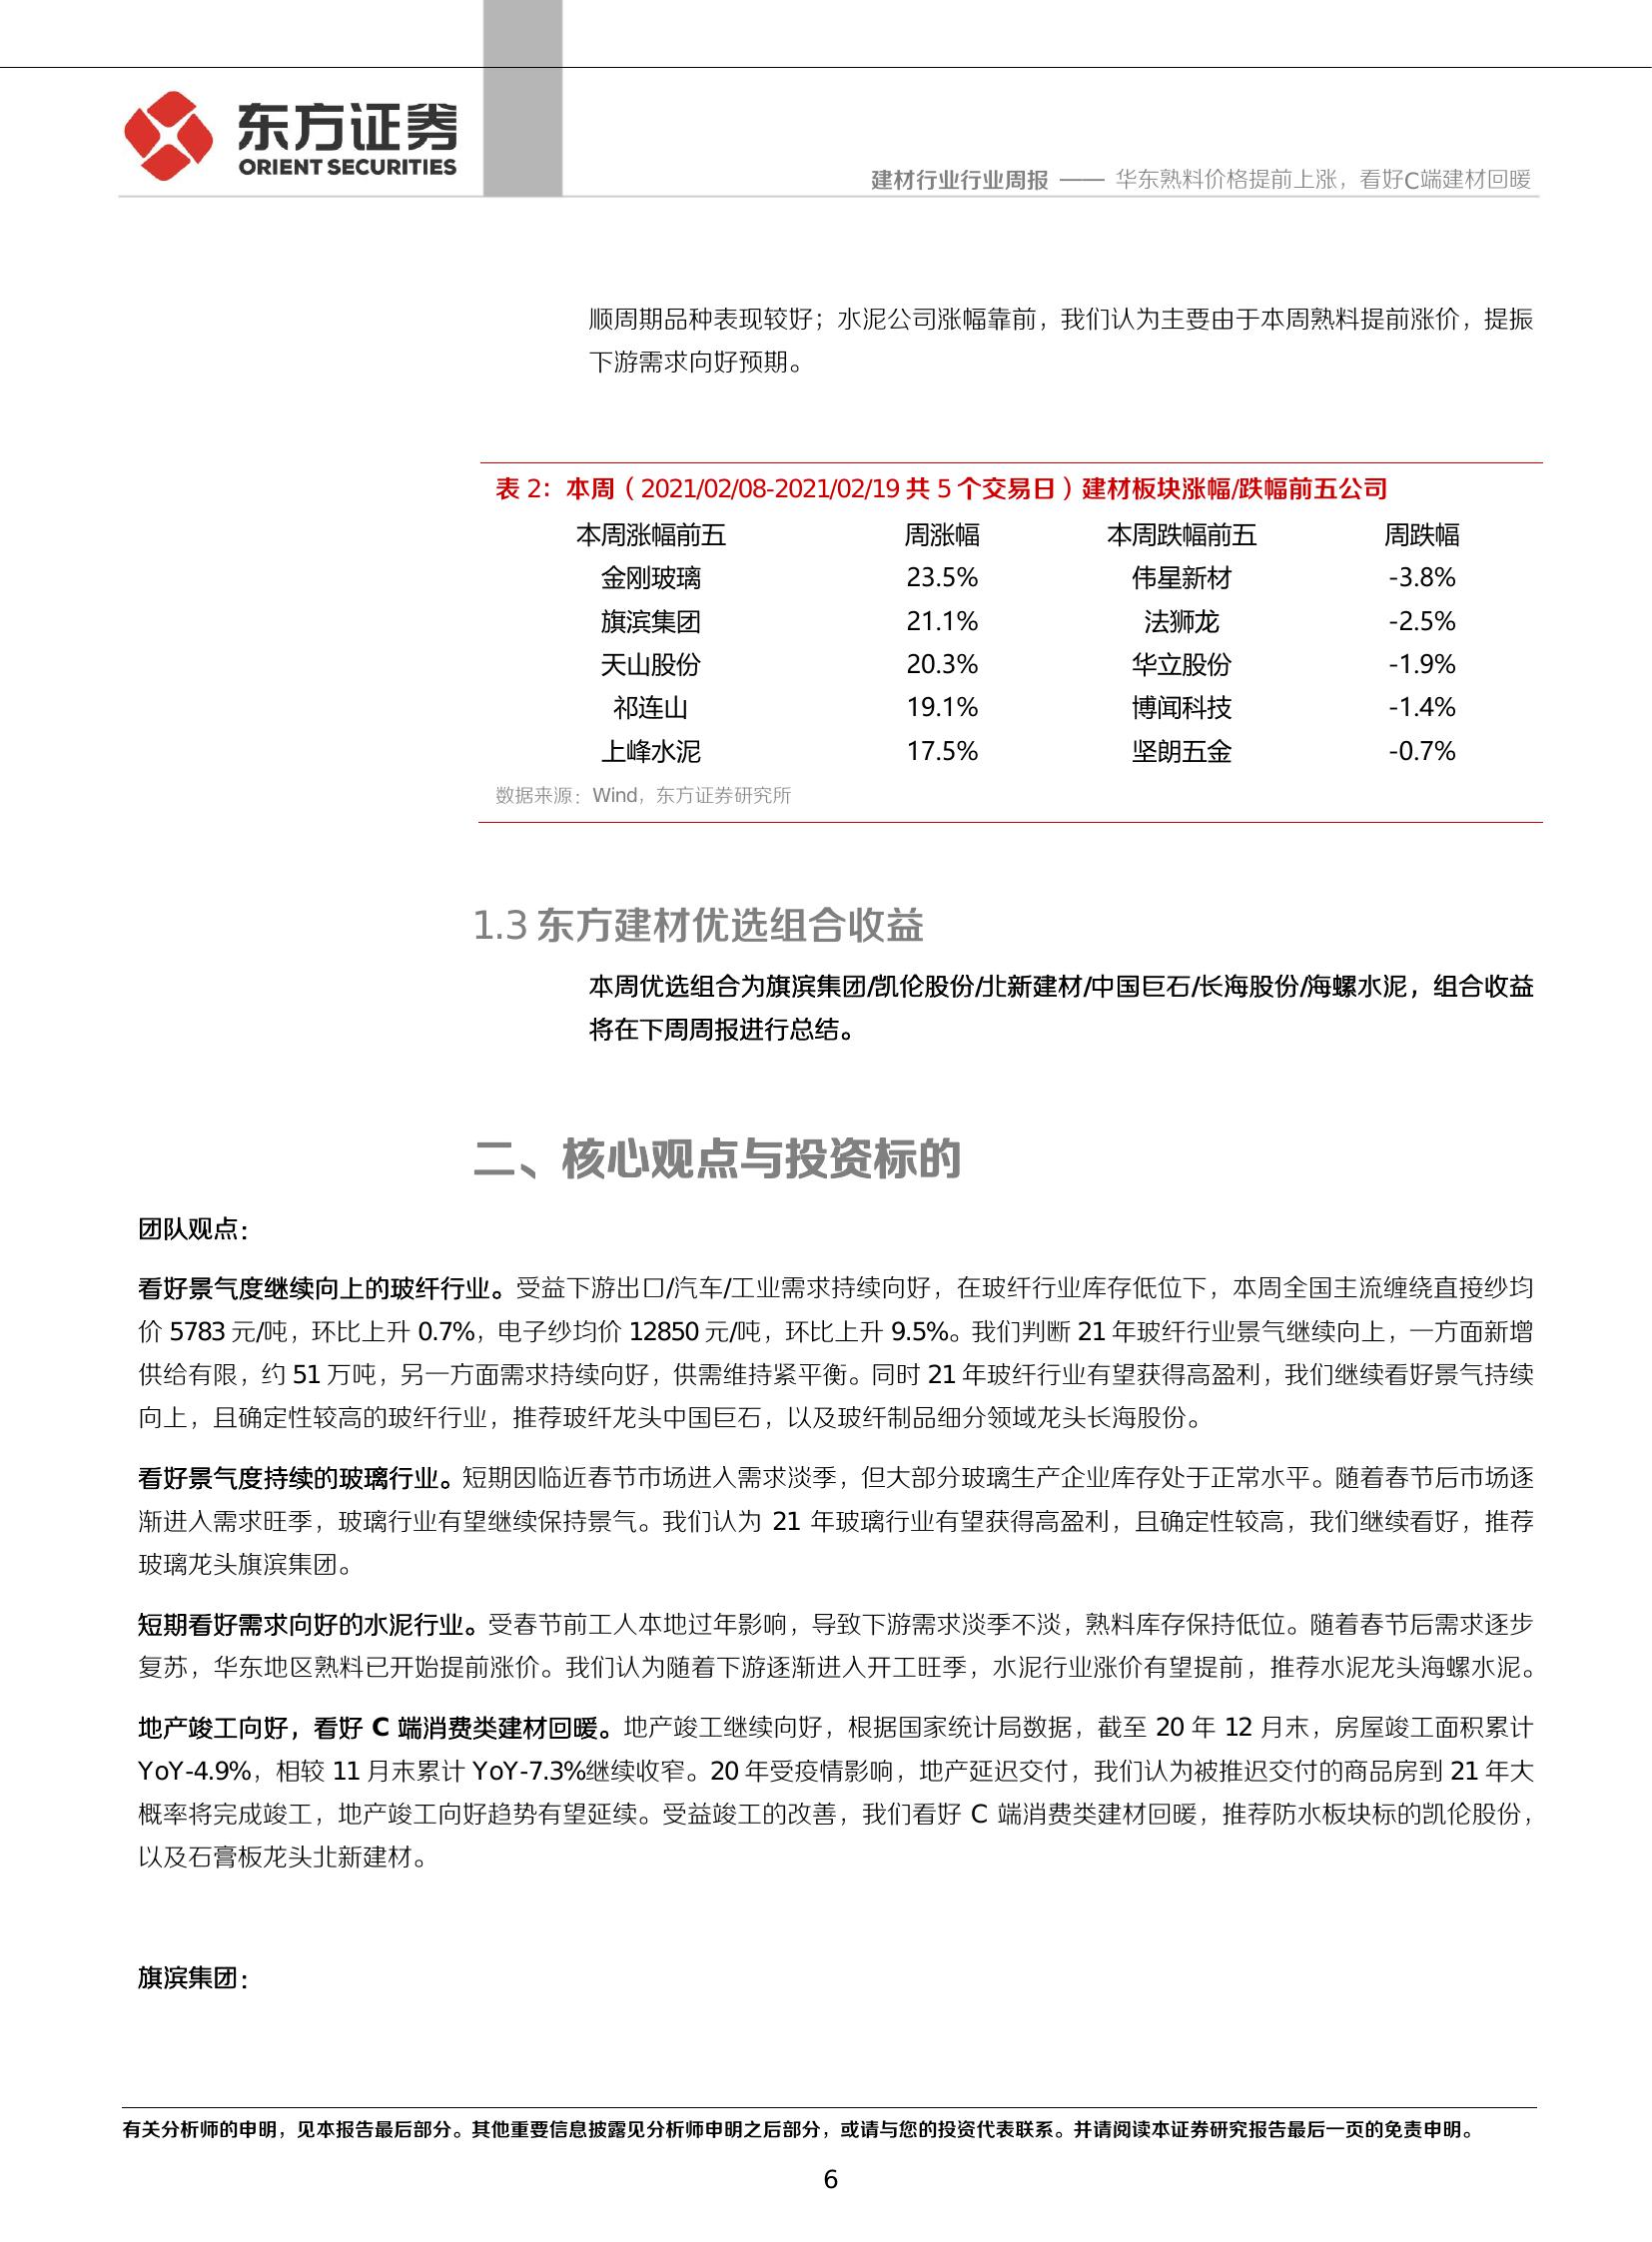 东方证券
ORIENT SECURITIES
建材行业行业周报 —— 华东熟料价格提前上涨，看好C端建材回暖
顺周期品种表现较好；水泥公司涨幅靠前，我们认为主要由于本周熟料提前涨价，提振
下游需求向好预期。
表 2：本周（2021/02/08-2021/02/19 共 5 个交易日）建材板块涨幅/跌幅前五公司
本周涨幅前五 周涨幅 本周跌幅前五 周跌幅
金刚玻璃 23.5% 伟星新材 -3.8%
旗滨集团 21.1% 法狮龙 -2.5%
天山股份 20.3% 华立股份 -1.9%
祁连山 19.1% 博闻科技 -1.4%
上峰水泥 17.5% 坚朗五金 -0.7%
数据来源：Wind，东方证券研究所
1.3 东方建材优选组合收益
本周优选组合为旗滨集团/凯伦股份/北新建材/中国巨石/长海股份/海螺水泥，组合收益
将在下周周报进行总结。
二、核心观点与投资标的
团队观点：
看好景气度继续向上的玻纤行业。受益下游出口/汽车/工业需求持续向好，在玻纤行业库存低位下，本周全国主流缠绕直接纱均
价 5783 元/吨，环比上升 0.7%，电子纱均价 12850 元/吨，环比上升 9.5%。我们判断 21 年玻纤行业景气继续向上，一方面新增
供给有限，约 51 万吨，另一方面需求持续向好，供需维持紧平衡。同时 21 年玻纤行业有望获得高盈利，我们继续看好景气持续
向上，且确定性较高的玻纤行业，推荐玻纤龙头中国巨石，以及玻纤制品细分领域龙头长海股份。
看好景气度持续的玻璃行业。短期因临近春节市场进入需求淡季，但大部分玻璃生产企业库存处于正常水平。随着春节后市场逐
渐进入需求旺季，玻璃行业有望继续保持景气。我们认为 21 年玻璃行业有望获得高盈利，且确定性较高，我们继续看好，推荐
玻璃龙头旗滨集团。
短期看好需求向好的水泥行业。受春节前工人本地过年影响，导致下游需求淡季不淡，熟料库存保持低位。随着春节后需求逐步
复苏，华东地区熟料已开始提前涨价。我们认为随着下游逐渐进入开工旺季，水泥行业涨价有望提前，推荐水泥龙头海螺水泥。
地产竣工向好，看好 C 端消费类建材回暖。地产竣工继续向好，根据国家统计局数据，截至 20 年 12 月末，房屋竣工面积累计
YoY-4.9%，相较 11 月末累计 YoY-7.3%继续收窄。20 年受疫情影响，地产延迟交付，我们认为被推迟交付的商品房到 21 年大
概率将完成竣工，地产竣工向好趋势有望延续。受益竣工的改善，我们看好 C 端消费类建材回暖，推荐防水板块标的凯伦股份，
以及石膏板龙头北新建材。
旗滨集团：
有关分析师的申明，见本报告最后部分。其他重要信息披露见分析师申明之后部分，或请与您的投资代表联系。并请阅读本证券研究报告最后一页的免责申明。
6